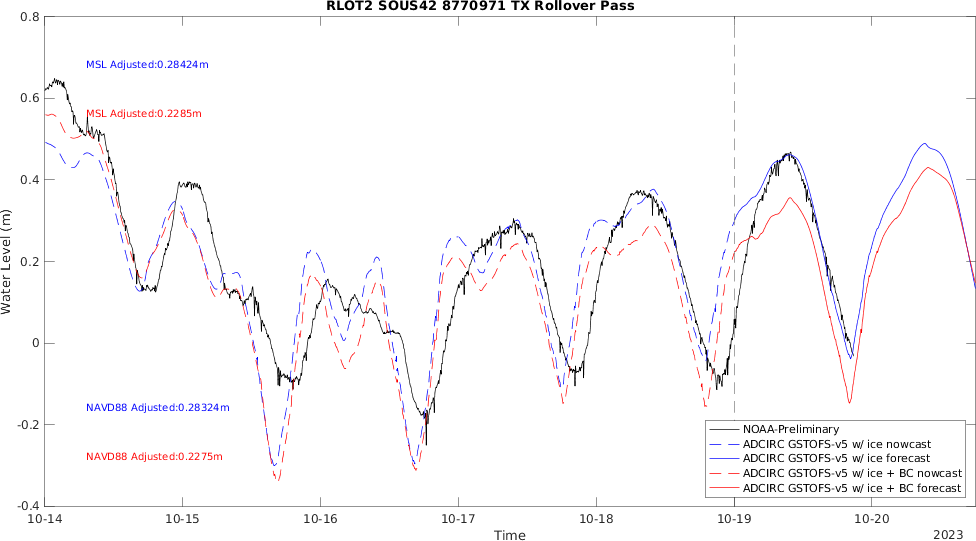 RLOT2 SOUS42 8770971 TX Rollover Pass
0.8
0.6
0.4
0.2
0
-0.2
-0.4
Water Level (m)
MSL Adjusted:0.28424m
MSL Adjusted:0.2285m
NAVD88 Adjusted:0.28324m
NAVD88 Adjusted:0.2275m
NOAA-Preliminary
ADCIRC GSTOFS-v5 w/ ice nowcast
ADCIRC GSTOFS-v5 w/ ice forecast
ADCIRC GSTOFS-v5 w/ ice + BC nowcast
ADCIRC GSTOFS-v5 w/ ice + BC forecast
10-14 10-15 10-16 10-17 10-18 10-19 10-20
Time
2023